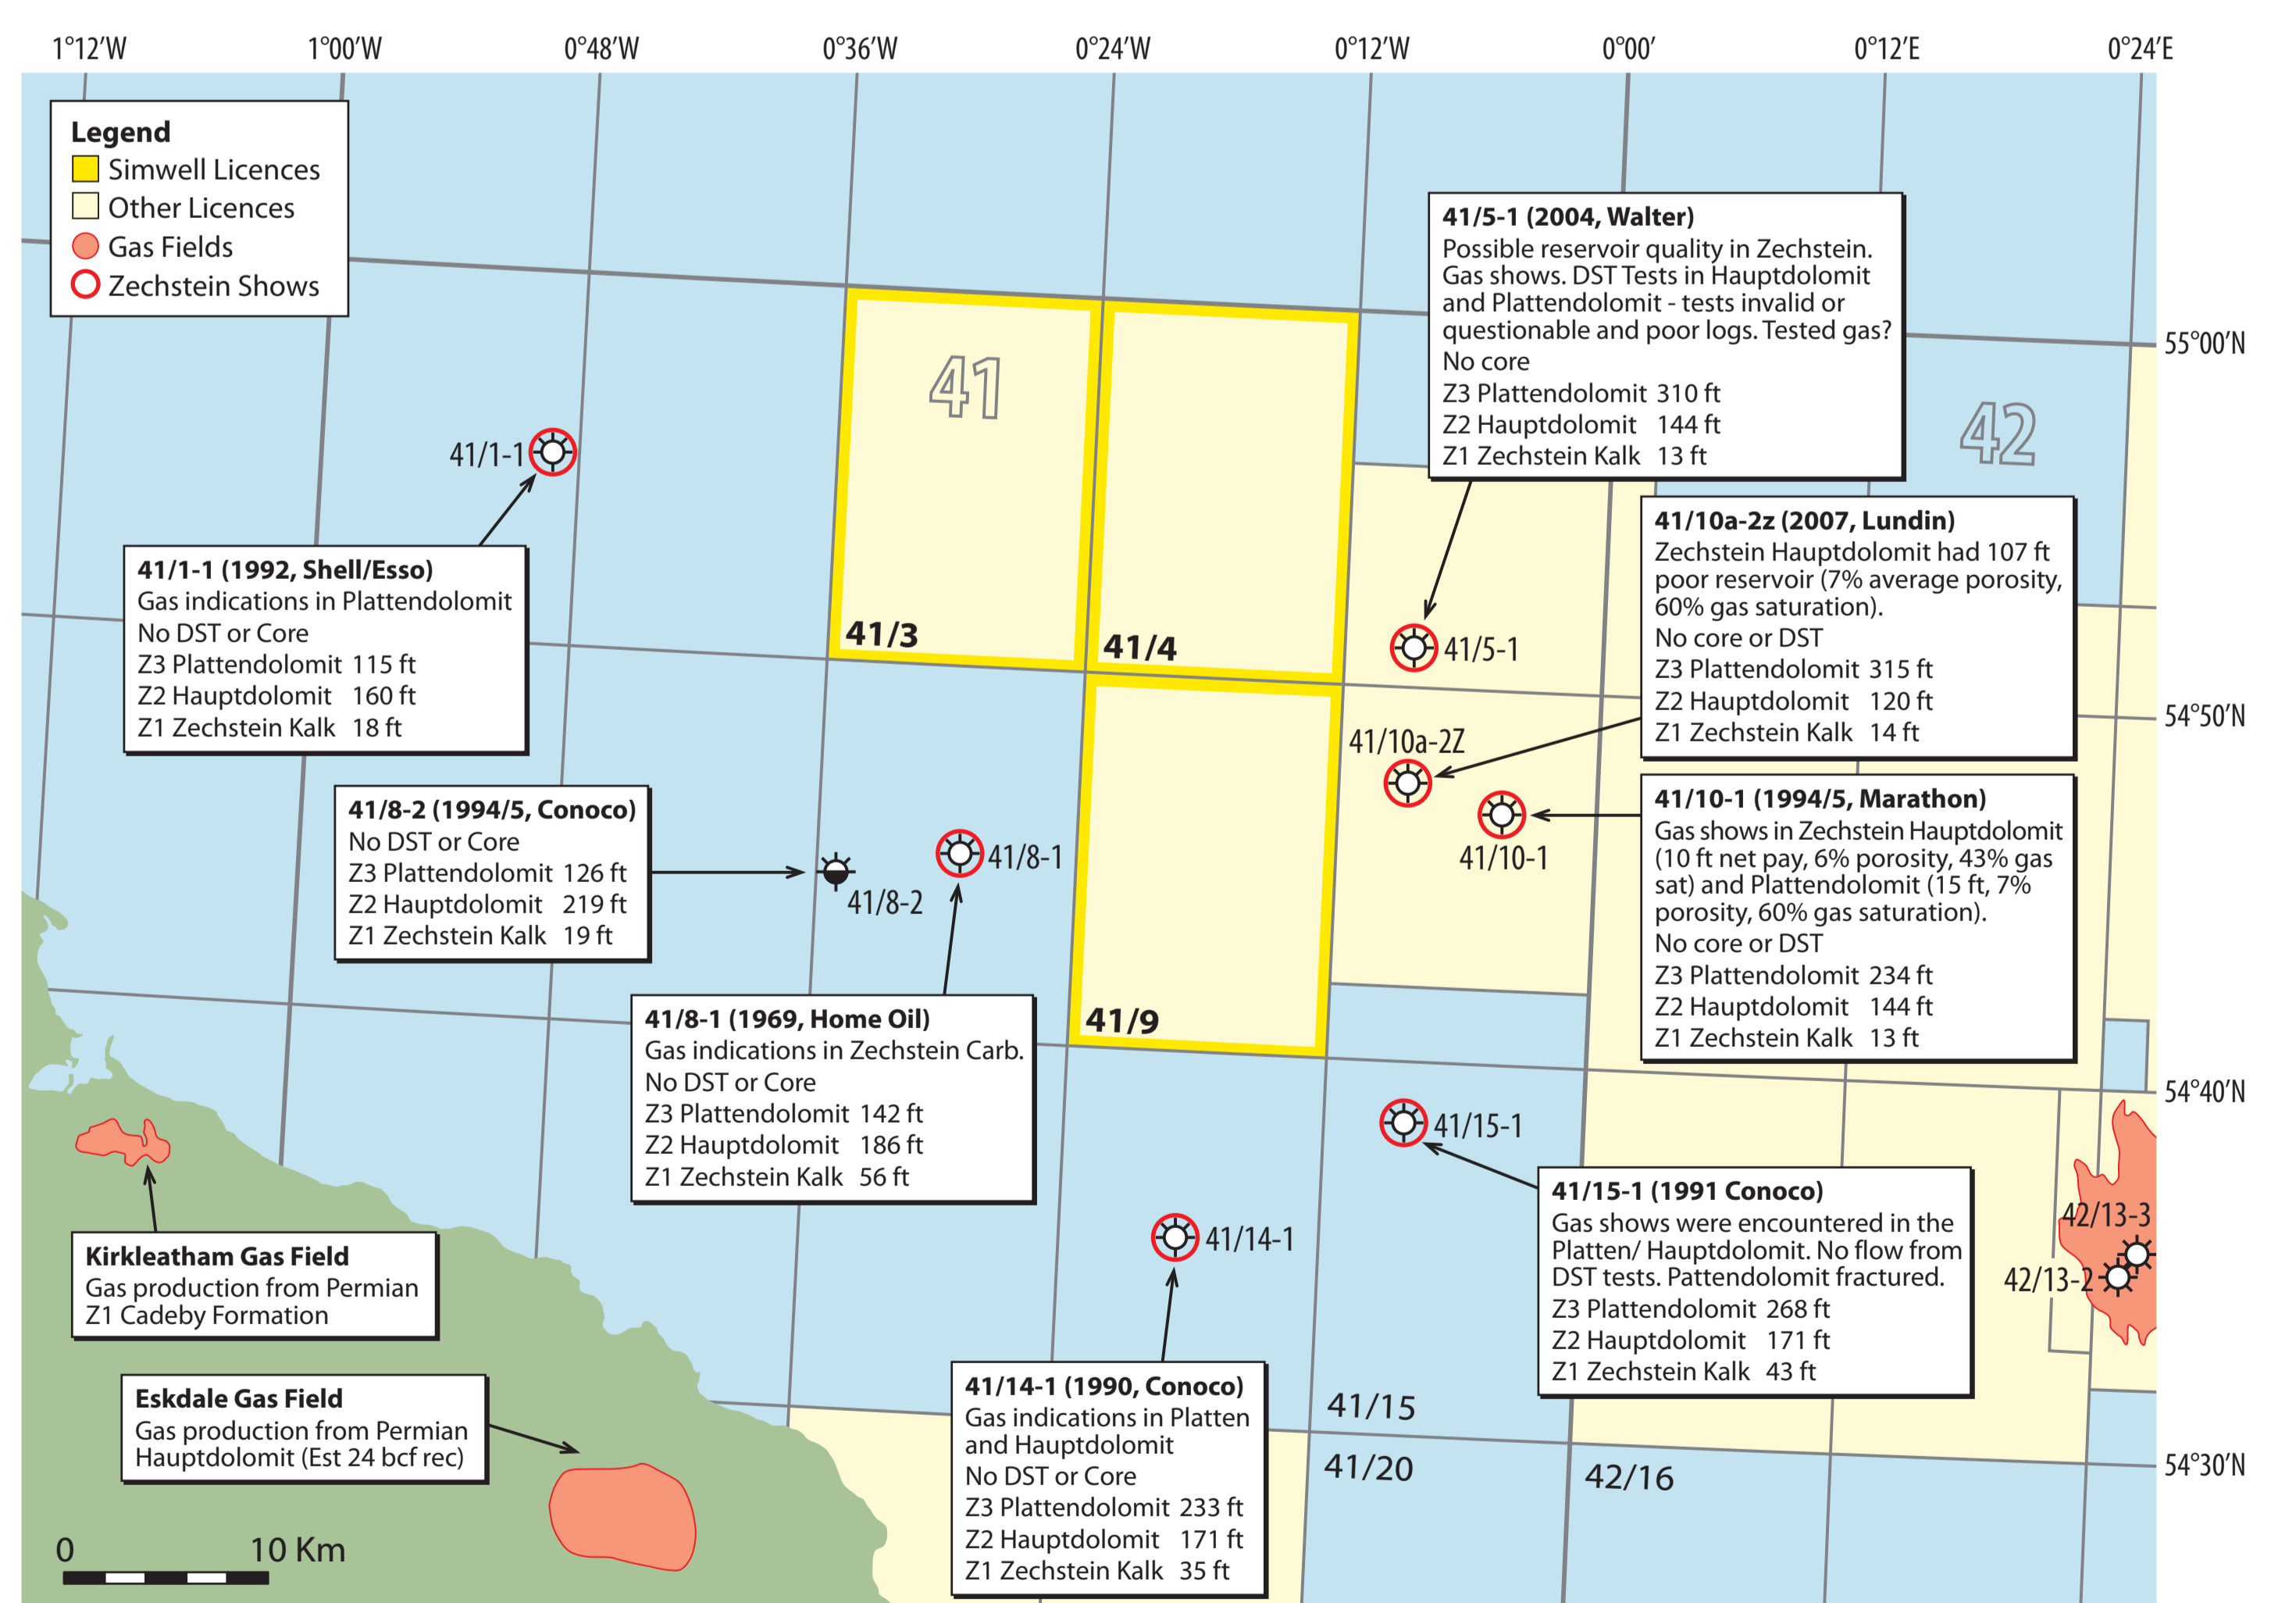 1°12′W
1°00′W
0°48′W
0°36′W
0°24′W
0°12′W
0°00′
0°12′E
0°24′E
Legend
Simwell Licences
Other Licences
Gas Fields
Zechstein Shows
41/5-1 (2004, Walter)
Possible reservoir quality in Zechstein.
Gas shows. DST Tests in Hauptdolomit
and Plattendolomit - tests invalid or
questionable and poor logs. Tested gas?
No core
Z3 Plattendolomit 310 ft
Z2 Hauptdolomit 144 ft
Z1 Zechstein Kalk 13 ft
55°00′N
41
42
41/1-1
41/10a-2z (2007, Lundin)
Zechstein Hauptdolomit had 107 ft
poor reservoir (7% average porosity,
60% gas saturation).
No core or DST
Z3 Plattendolomit 315 ft
Z2 Hauptdolomit 120 ft
Z1 Zechstein Kalk 14 ft
41/1-1 (1992, Shell/Esso)
Gas indications in Plattendolomit
No DST or Core
Z3 Plattendolomit 115 ft
Z2 Hauptdolomit 160 ft
Z1 Zechstein Kalk 18 ft
41/3
41/4
41/5-1
54°50′N
41/10a-2Z
41/10-1
41/10-1 (1994/5, Marathon)
Gas shows in Zechstein Hauptdolomit
(10 ft net pay, 6% porosity, 43% gas
sat) and Plattendolomit (15 ft, 7%
porosity, 60% gas saturation).
No core or DST
Z3 Plattendolomit 234 ft
Z2 Hauptdolomit 144 ft
Z1 Zechstein Kalk 13 ft
41/8-2 (1994/5, Conoco)
No DST or Core
Z3 Plattendolomit 126 ft
Z2 Hauptdolomit 219 ft
Z1 Zechstein Kalk 19 ft
41/8-2
41/8-1
41/9
41/8-1 (1969, Home Oil)
Gas indications in Zechstein Carb.
No DST or Core
Z3 Plattendolomit 142 ft
Z2 Hauptdolomit 186 ft
Z1 Zechstein Kalk 56 ft
54°40′N
41/15-1
41/15-1 (1991 Conoco)
Gas shows were encountered in the
Platten/ Hauptdolomit. No flow from
DST tests. Pattendolomit fractured.
Z3 Plattendolomit 268 ft
Z2 Hauptdolomit 171 ft
Z1 Zechstein Kalk 43 ft
42/13-3
42/13-2
41/14-1
Kirkleatham Gas Field
Gas production from Permian
Z1 Cadeby Formation
Eskdale Gas Field
Gas production from Permian
Hauptdolomit (Est 24 bcf rec)
41/14-1 (1990, Conoco)
Gas indications in Platten
and Hauptdolomit
No DST or Core
Z3 Plattendolomit 233 ft
Z2 Hauptdolomit 171 ft
Z1 Zechstein Kalk 35 ft
41/15
41/20
42/16
54°30′N
0
10 Km